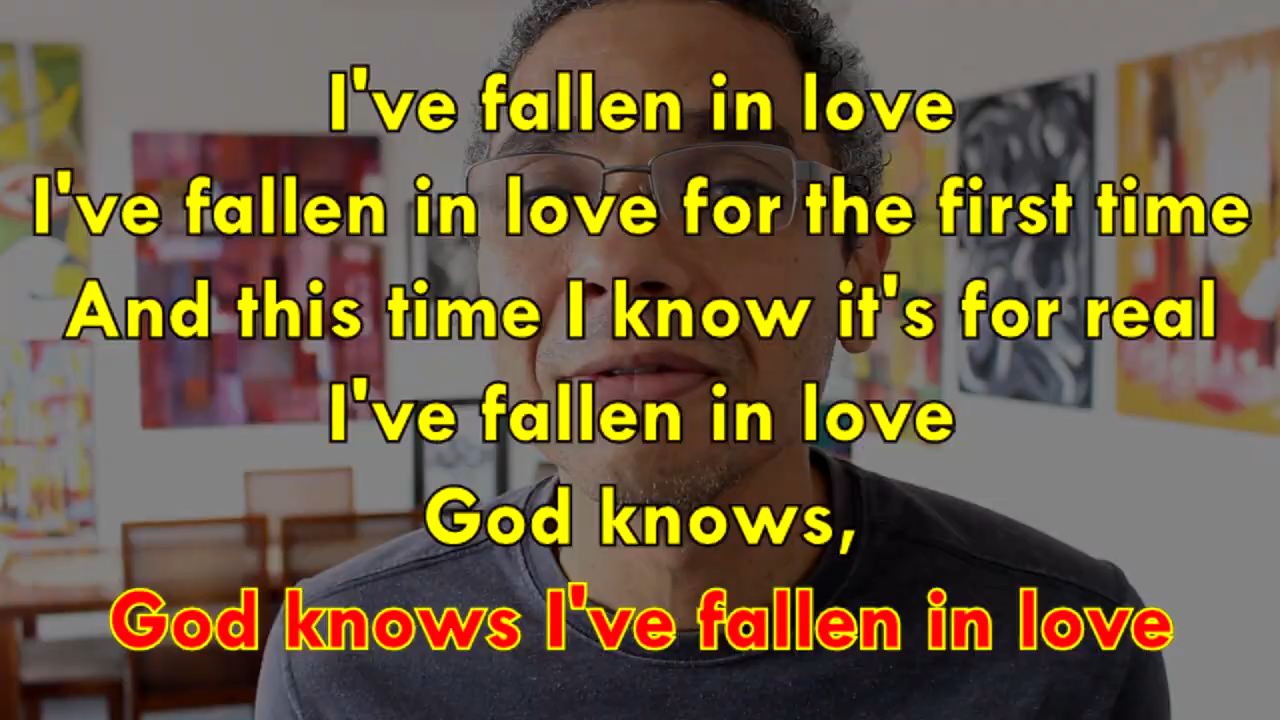 I've fallen in love
I've fallen in love for the first time
And this time I know it's for real
I've fallen in love
God knows,
God knows I've fallen in love